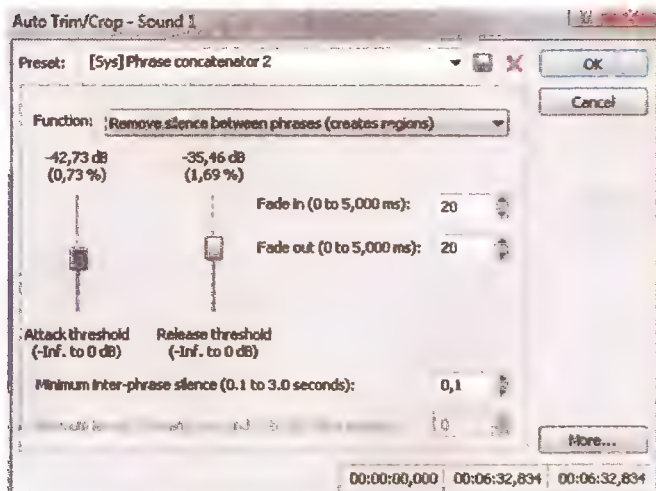 Auto Trim/Crop - Sound 1
Preset: [Sys] Phrase concatenator 2
OK
Cancel
Function: Remove silence between phrases (creates regions)
-42,73 dB -35,46 dB
(0,73 %) (1,69 %)
Fade in (0 to 5,000 ms): 20
Fade out (0 to 5,000 ms): 20
Attack threshold Release threshold
(-Inf. to 0 dB) (-Inf. to 0 dB)
Minimum inter-phrase silence (0.1 to 3.0 seconds): 0,1
0
More...
00:00:00,000 00:06:32,834 00:06:32,834